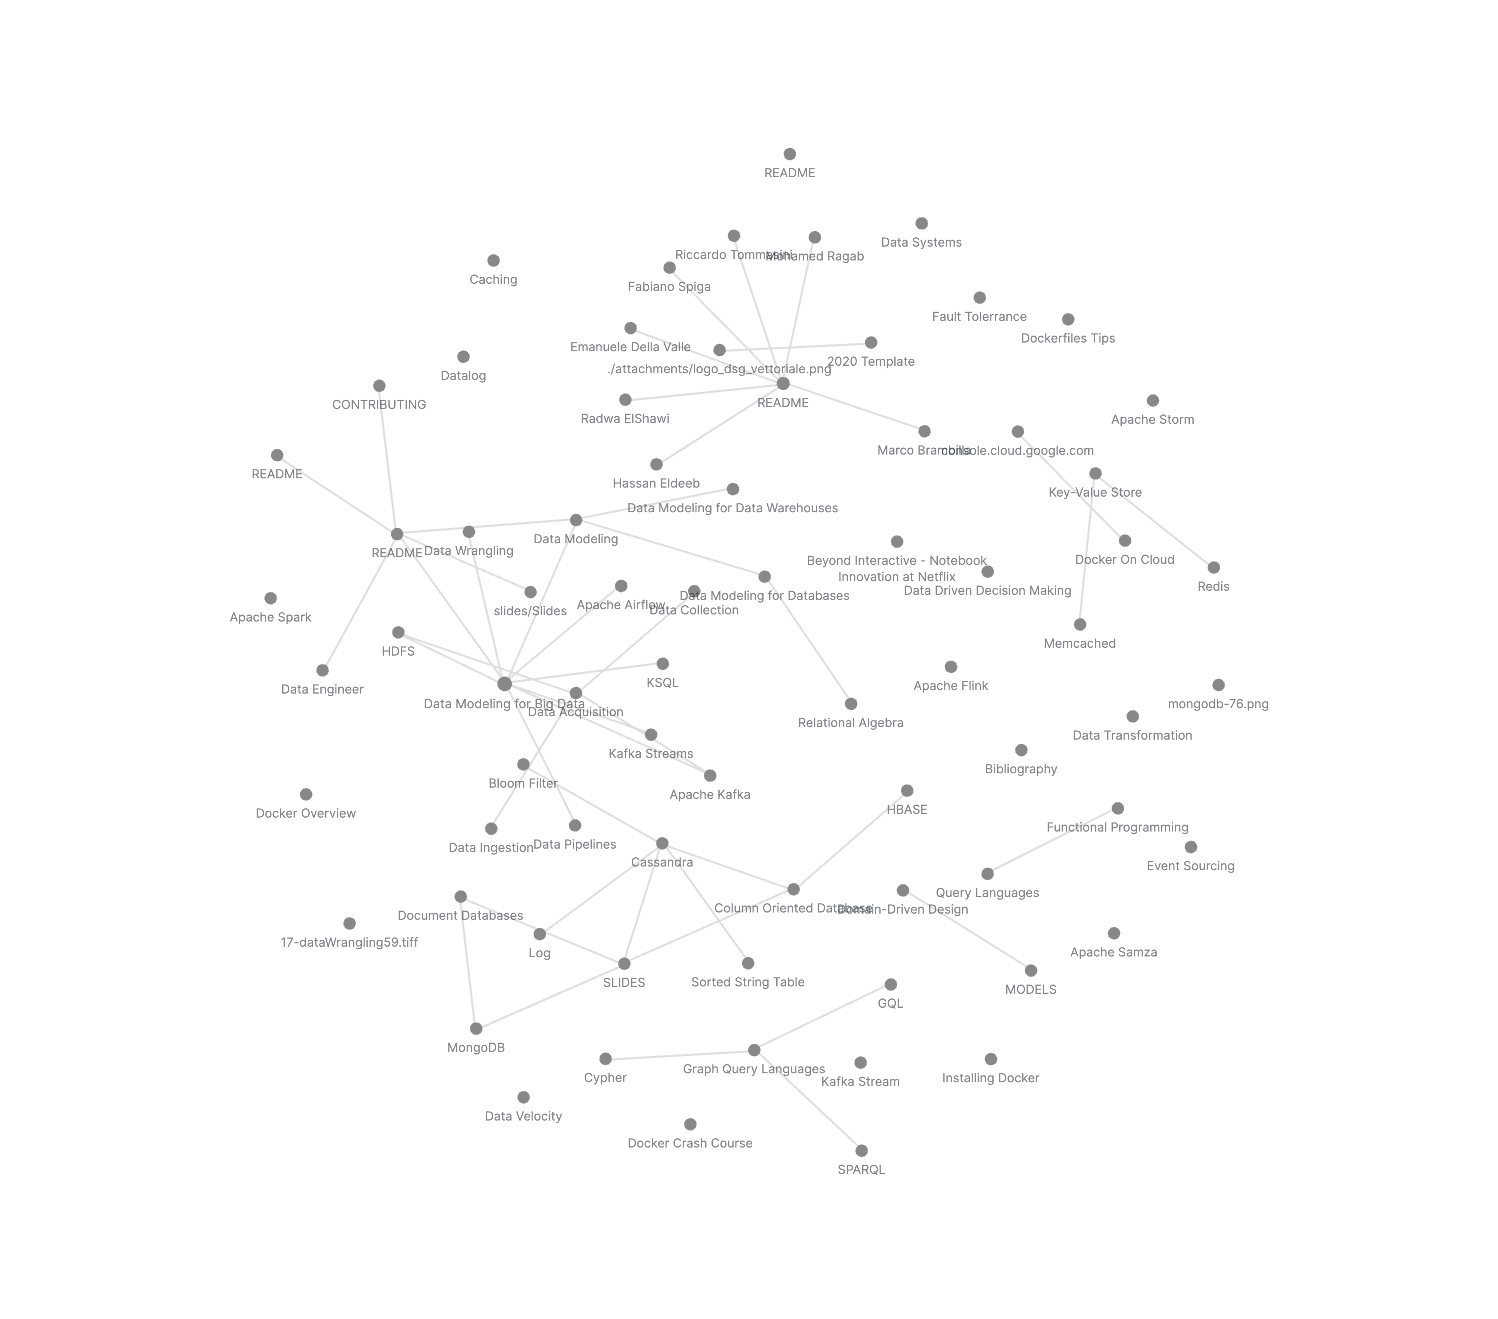 README
Data Systems
Riccardo Tommasini
Mohamed Ragab
Caching
Fabiano Spiga
Fault Tolerrance
Dockerfiles Tips
Emanuele Della Valle
2020 Template
./attachments/logo_dsg_vettoriale.png
Datalog
README
CONTRIBUTING
Radwa ElShawi
Apache Storm
Marco Brambilla
console.cloud.google.com
README
Hassan Eldeeb
Key-Value Store
Data Modeling for Data Warehouses
Data Modeling
README
Data Wrangling
Beyond Interactive - Notebook
Innovation at Netflix
Docker On Cloud
Redis
Data Driven Decision Making
Data Modeling for Databases
Apache Airflow
Data Collection
slides/Slides
Apache Spark
Memcached
HDFS
KSQL
Apache Flink
Data Engineer
Data Modeling for Big Data
mongodb-76.png
Data Acquisition
Relational Algebra
Data Transformation
Kafka Streams
Bibliography
Bloom Filter
Apache Kafka
HBASE
Docker Overview
Functional Programming
Data Ingestion
Data Pipelines
Cassandra
Event Sourcing
Query Languages
Column Oriented Database
Domain-Driven Design
Document Databases
17-dataWrangling59.tiff
Log
Apache Samza
SLIDES
Sorted String Table
MODELS
GQL
MongoDB
Graph Query Languages
Cypher
Kafka Stream
Installing Docker
Data Velocity
Docker Crash Course
SPARQL